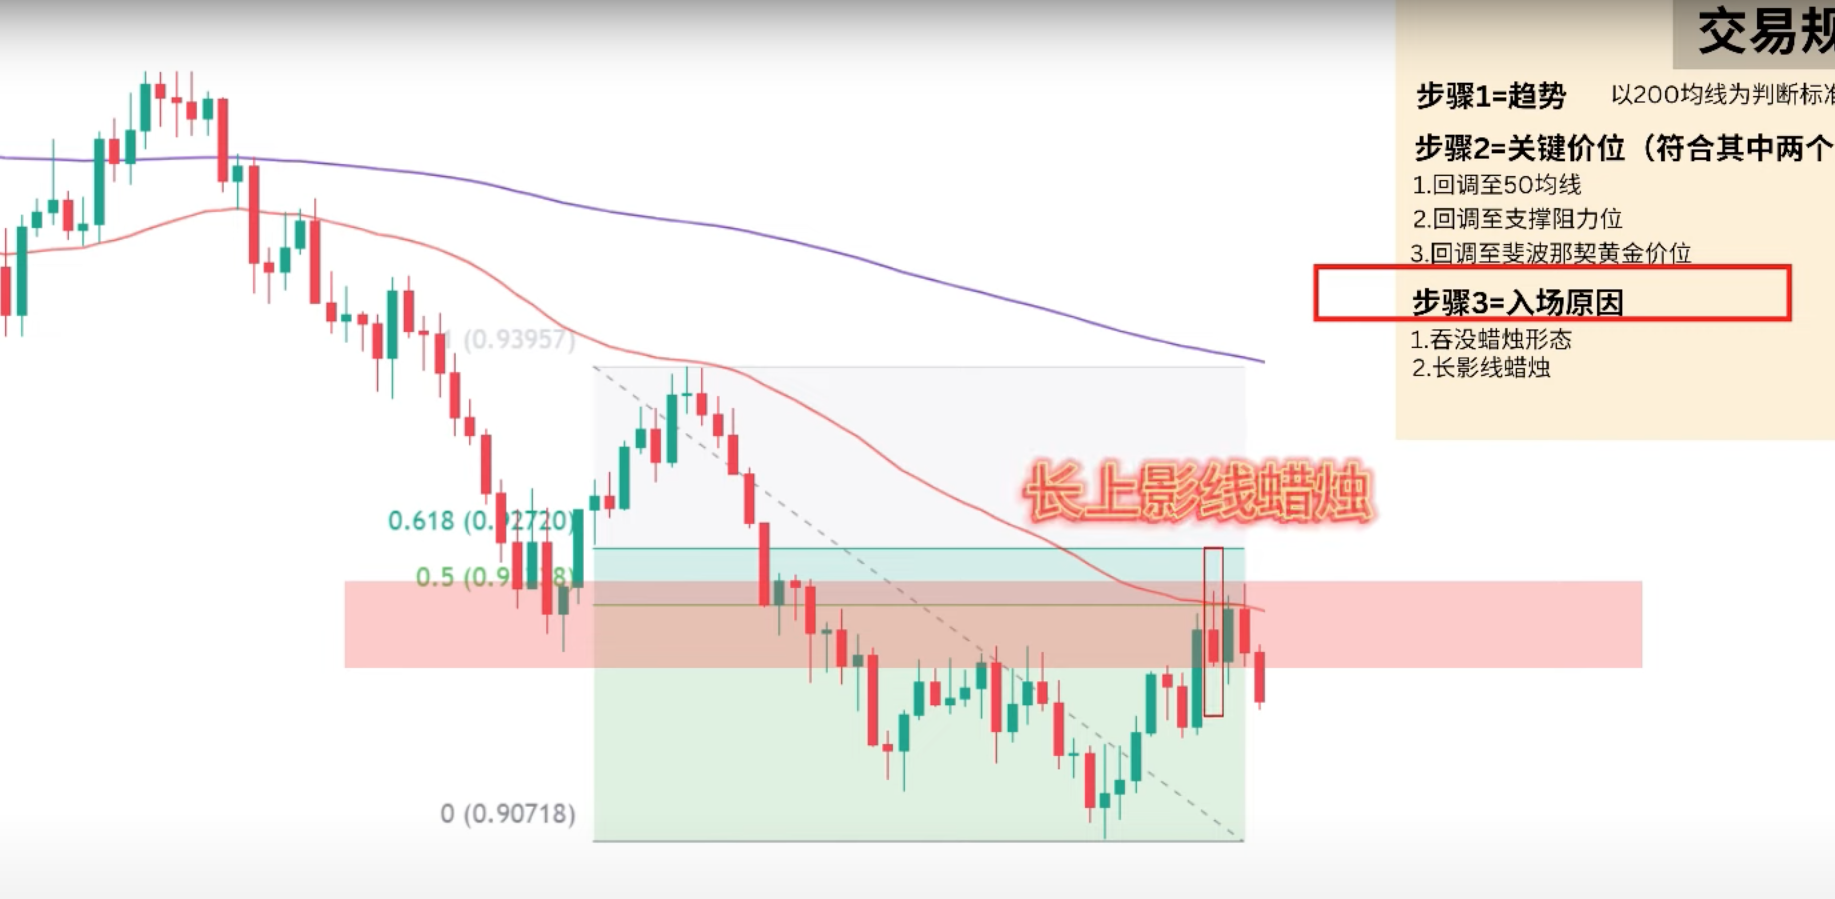 交易规
步骤1=趋势 以200均线为判断标准
步骤2=关键价位（符合其中两个
1.回调至50均线
2.回调至支撑阻力位
3.回调至斐波那契黄金价位
步骤3=入场原因
1.吞没蜡烛形态
2.长影线蜡烛
1 (0.93957)
长上影线蜡烛
0.618 (0.92720)
0.5 (0.9
0 (0.90718)